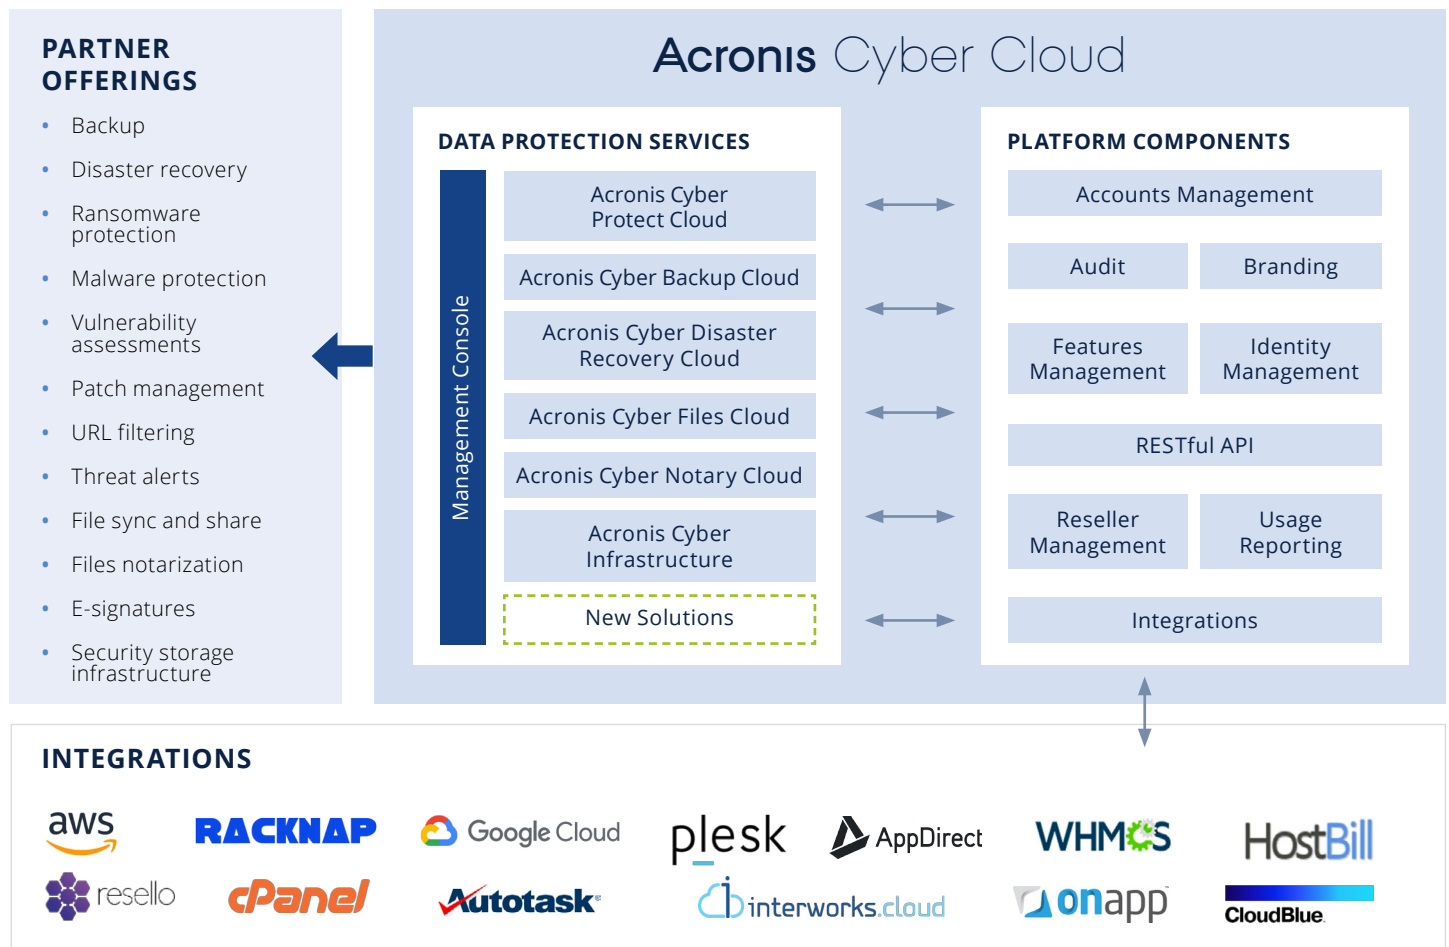 PARTNER
OFFERINGS
• Backup
• Disaster recovery
• Ransomware
protection
• Malware protection
• Vulnerability
assessments
• Patch management
• URL filtering
• Threat alerts
• File sync and share
• Files notarization
• E-signatures
• Security storage
infrastructure
Acronis Cyber Cloud
DATA PROTECTION SERVICES
Management Console
Acronis Cyber
Protect Cloud
Acronis Cyber Backup Cloud
Acronis Cyber Disaster
Recovery Cloud
Acronis Cyber Files Cloud
Acronis Cyber Notary Cloud
Acronis Cyber
Infrastructure
New Solutions
PLATFORM COMPONENTS
Accounts Management
Audit
Branding
Features
Management
Identity
Management
RESTful API
Reseller
Management
Usage
Reporting
Integrations
INTEGRATIONS
aws
RACKNAP
Google Cloud
plesk
AppDirect
WHMCS
HostBill
resello
cPanel
Autotask
interworks.cloud
onapp
CloudBlue